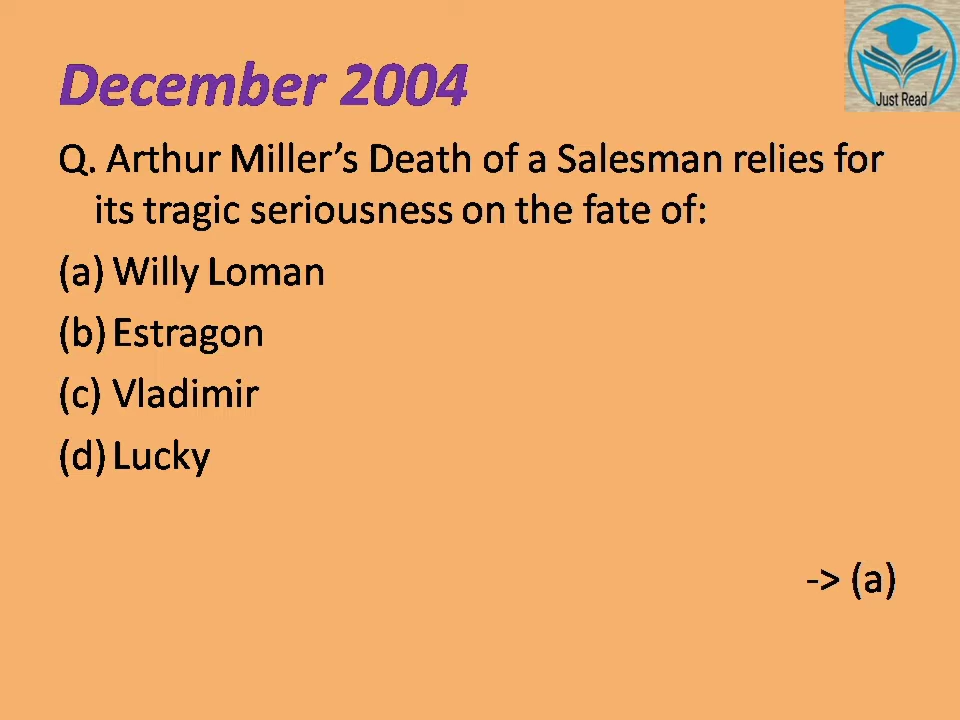 Just Read
December 2004
Q. Arthur Miller’s Death of a Salesman relies for
its tragic seriousness on the fate of:
(a) Willy Loman
(b) Estragon
(c) Vladimir
(d) Lucky
-> (a)